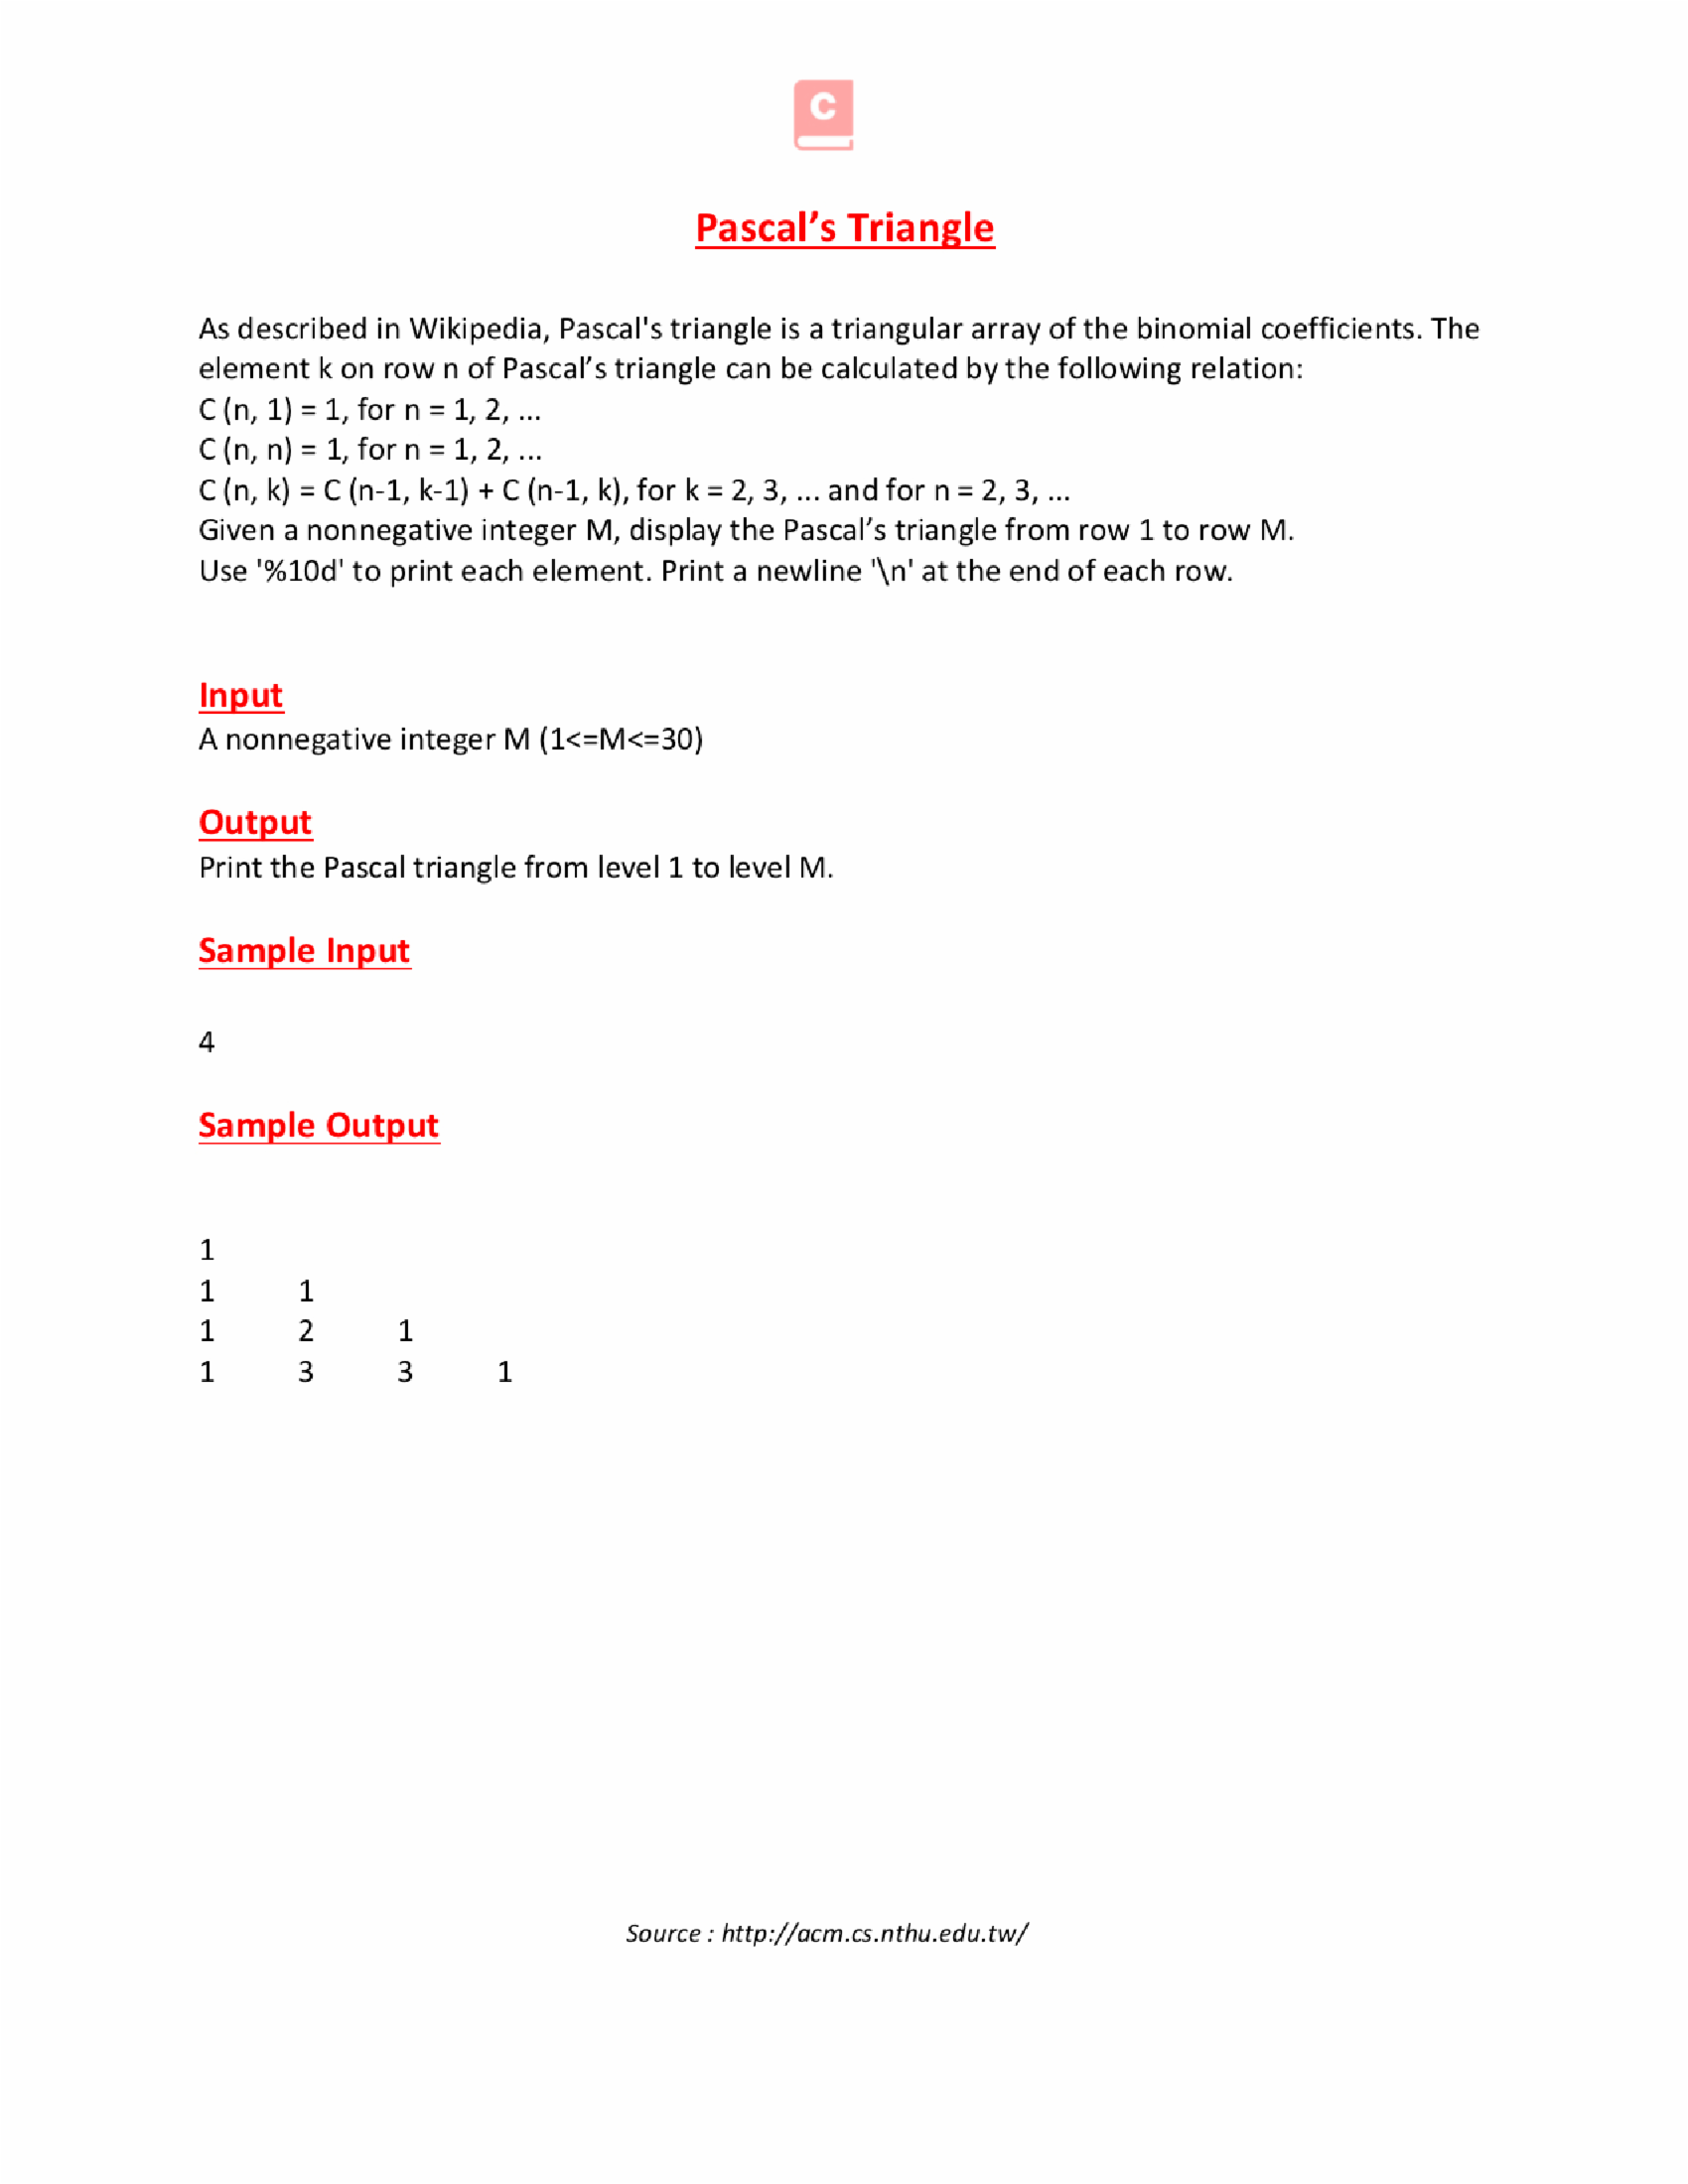 C
Pascal’s Triangle
As described in Wikipedia, Pascal's triangle is a triangular array of the binomial coefficients. The
element k on row n of Pascal’s triangle can be calculated by the following relation:
C (n, 1) = 1, for n = 1, 2, ...
C (n, n) = 1, for n = 1, 2, ...
C (n, k) = C (n-1, k-1) + C (n-1, k), for k = 2, 3, ... and for n = 2, 3, ...
Given a nonnegative integer M, display the Pascal’s triangle from row 1 to row M.
Use '%10d' to print each element. Print a newline '\n' at the end of each row.
Input
A nonnegative integer M (1<=M<=30)
Output
Print the Pascal triangle from level 1 to level M.
Sample Input
4
Sample Output
1
1 1
1 2 1
1 3 3 1
Source : http://acm.cs.nthu.edu.tw/